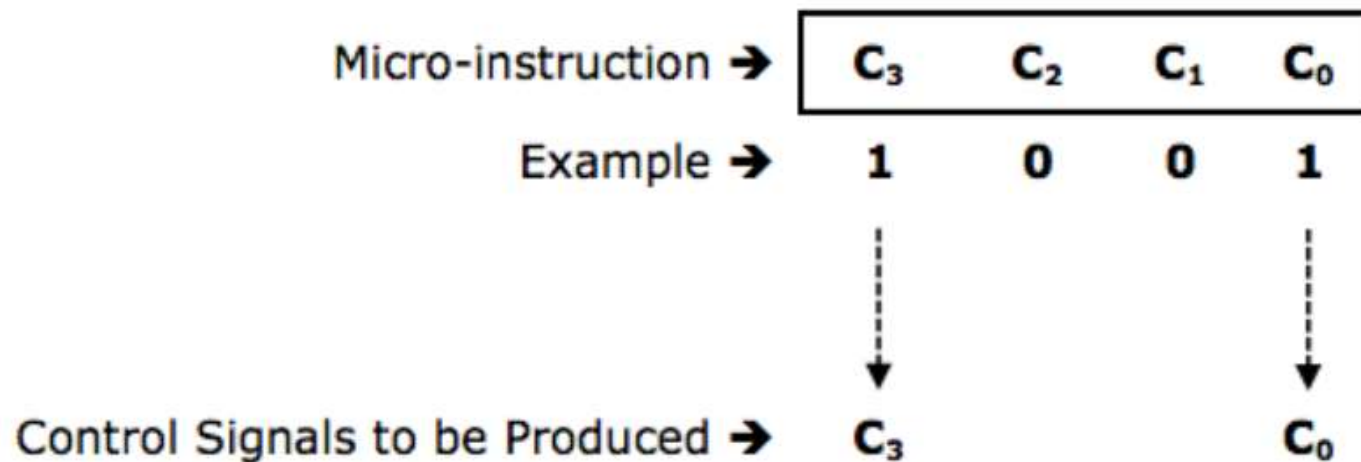 Micro-instruction ➔ C₃ C₂ C₁ C₀
Example ➔ 1 0 0 1
Control Signals to be Produced ➔ C₃ C₀